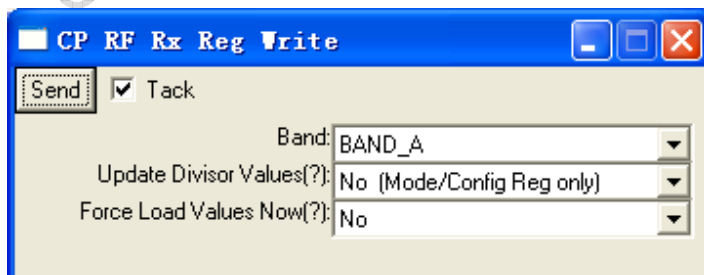 CP RF Rx Reg Write
Send Tack
Band: BAND_A
Update Divisor Values(?): No (Mode/Config Reg only)
Force Load Values Now(?): No